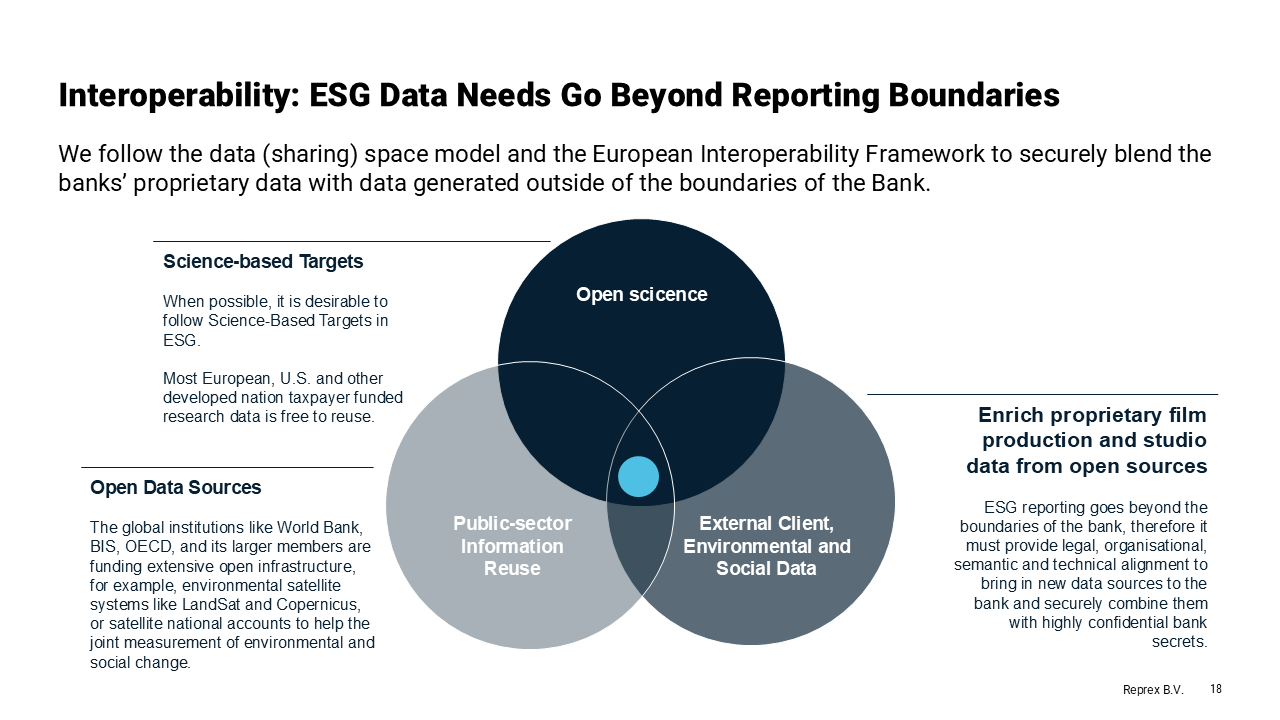 Interoperability: ESG Data Needs Go Beyond Reporting Boundaries
We follow the data (sharing) space model and the European Interoperability Framework to securely blend the
banks’ proprietary data with data generated outside of the boundaries of the Bank.
Science-based Targets
When possible, it is desirable to
follow Science-Based Targets in
ESG.
Most European, U.S. and other
developed nation taxpayer funded
research data is free to reuse.
Open Data Sources
The global institutions like World Bank,
BIS, OECD, and its larger members are
funding extensive open infrastructure,
for example, environmental satellite
systems like LandSat and Copernicus,
or satellite national accounts to help the
joint measurement of environmental and
social change.
Open scicence
Public-sector
Information
Reuse
External Client,
Environmental and
Social Data
Enrich proprietary film
production and studio
data from open sources
ESG reporting goes beyond the
boundaries of the bank, therefore it
must provide legal, organisational,
semantic and technical alignment to
bring in new data sources to the
bank and securely combine them
with highly confidential bank
secrets.
Reprex B.V.
18